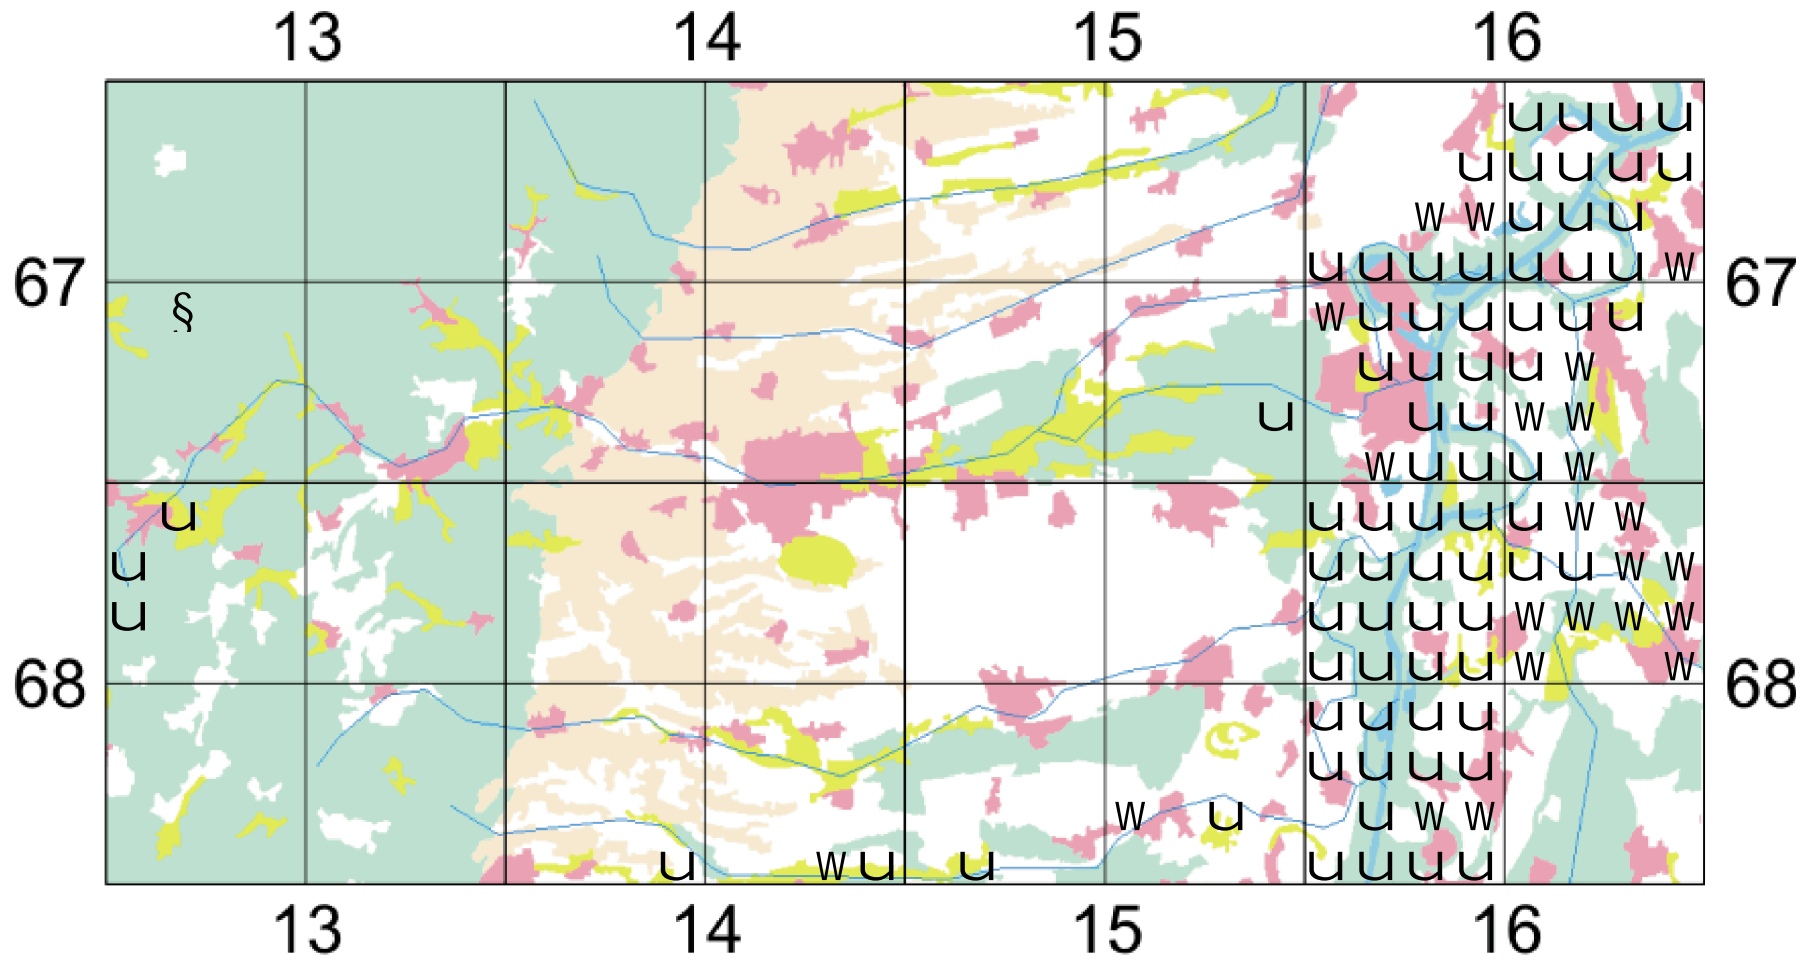 13 14 15 16
u u u u
u u u u u
w w u u u
u u u u u u u w
67 67
§ w u u u u u u
u u u u w
u u u w w
w u u u w
u u u u u u w w
u u u u u u u w w
u u u u u w w w w
u u u u w w
68 68
u u u u
u u u u
w u u w w
u w u u u u u u
13 14 15 16